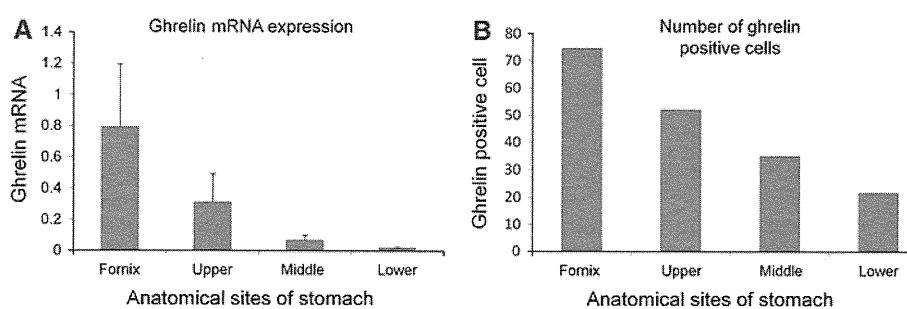 A
Ghrelin mRNA expression
Ghrelin mRNA
1.4
1.2
1
0.8
0.6
0.4
0.2
0
Fornix Upper Middle Lower
Anatomical sites of stomach
B
Number of ghrelin
positive cells
Ghrelin positive cell
80
70
60
50
40
30
20
10
0
Fornix Upper Middle Lower
Anatomical sites of stomach